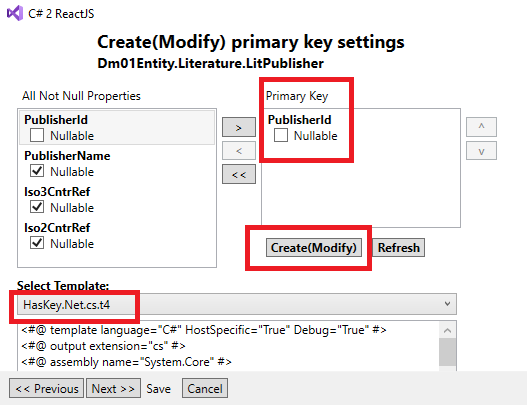 C# 2 ReactJS
Create(Modify) primary key settings
Dm01Entity.Literature.LitPublisher
All Not Null Properties
PublisherId
Nullable
PublisherName
Nullable
Iso3CntrRef
Nullable
Iso2CntrRef
Nullable
>
<
<<
Primary Key
PublisherId
Nullable
^
v
Create(Modify) Refresh
Select Template:
HasKey.Net.cs.t4
<#@ template language="C#" HostSpecific="True" Debug="True" #>
<#@ output extension="cs" #>
<#@ assembly name="System.Core" #>
<< Previous Next >> Save Cancel